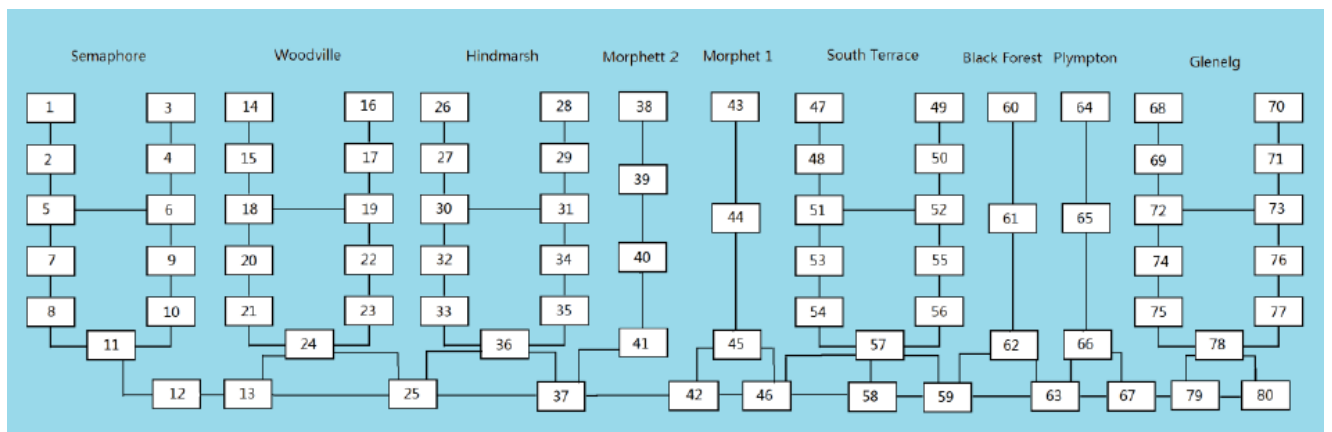 Semaphore Woodville Hindmarsh Morphett 2 Morphet 1 South Terrace Black Forest Plympton Glenelg
1 3 14 16 26 28 38 43 47 49 60 64 68 70
2 4 15 17 27 29 39 48 50 69 71
5 6 18 19 30 31 44 51 52 61 65 72 73
7 9 20 22 32 34 40 53 55 74 76
8 10 21 23 33 35 54 56 75 77
11 24 36 41 45 57 62 66 78
12 13 25 37 42 46 58 59 63 67 79 80